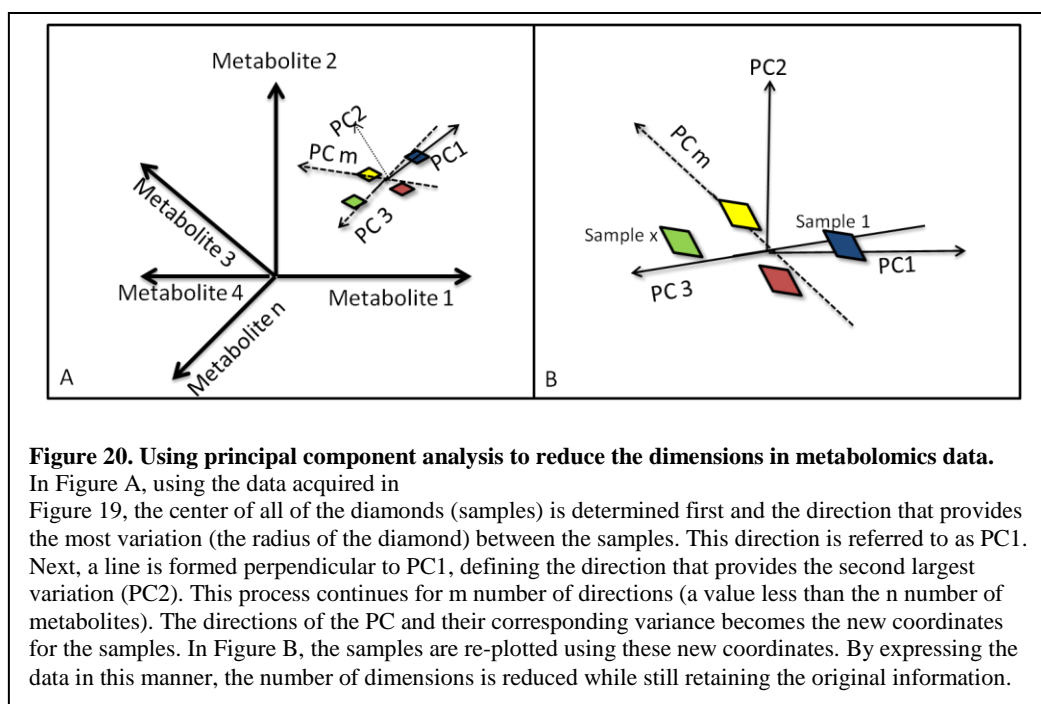 Metabolite 2
PC2
PC m
PC1
PC 3
Metabolite 3
Metabolite 4
Metabolite 1
Metabolite n
A
PC2
PC m
Sample x
Sample 1
PC 3
PC1
B
Figure 20. Using principal component analysis to reduce the dimensions in metabolomics data.
In Figure A, using the data acquired in
Figure 19, the center of all of the diamonds (samples) is determined first and the direction that provides
the most variation (the radius of the diamond) between the samples. This direction is referred to as PC1.
Next, a line is formed perpendicular to PC1, defining the direction that provides the second largest
variation (PC2). This process continues for m number of directions (a value less than the n number of
metabolites). The directions of the PC and their corresponding variance becomes the new coordinates
for the samples. In Figure B, the samples are re-plotted using these new coordinates. By expressing the
data in this manner, the number of dimensions is reduced while still retaining the original information.